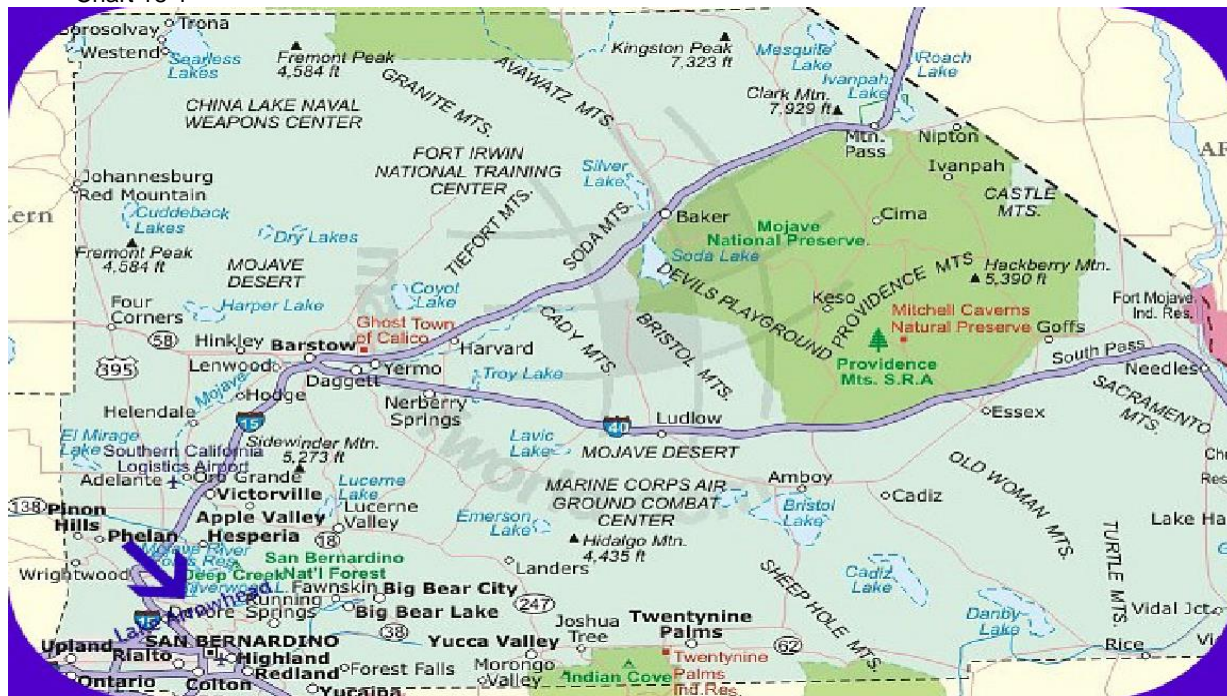 Trona
Borosolvay
Westend
Searless
Lakes
Fremont Peak
4,584 ft
GRANITE MTS.
AVAWATZ MTS.
Kingston Peak
7,323 ft
Mesquite
Lakes
Ivanpah
Lake
Roach
Lake
Clark Mtn.
7,929 ft
CHINA LAKE NAVAL
WEAPONS CENTER
Mtn.
Pass
Nipton
Ivanpah
FORT IRWIN
NATIONAL TRAINING
CENTER
Silver
Lake
Johannesburg
Red Mountain
ern
Cuddeback
Lakes
Dry Lakes
TIEFORT MTS.
SODA MTS.
Baker
Cima
CASTLE
MTS.
Mojave
National Preserve
Soda Lake
Fremont Peak
4,584 ft
MOJAVE
DESERT
Coyot
Lake
DEVILS PLAYGROUND
PROVIDENCE MTS
Hackberry Mtn.
5,390 ft
Four
Corners
Harper Lake
Ghost Town
of Calico
CADY MTS.
BRISTOL MTS.
Keso
Mitchell Caverns
Natural Preserve
Goffs
Fort Mojave
Ind. Res.
58
Hinkley
Barstow
Harvard
395
Lenwood
Daggett
Yermo
Troy Lake
Providence
Mts. S.R.A
South Pass
Needles
Mojave
Hodge
Nerberry
Springs
SACRAMENTO
MTS.
Helendale
15
40
Ludlow
Essex
El Mirage
Lake
Sidewinder Mtn.
5,273 ft
Lavic
Lake
MOJAVE DESERT
Southern California
Logistics Airport
Adelante
Oro Grande
Victorville
Lucerne
Lake
MARINE CORPS AIR
GROUND COMBAT
CENTER
Amboy
Cadiz
OLD WOMAN MTS.
138
Pinon
Hills
Apple Valley
Lucerne
Valley
Emerson
Lake
Bristol
Lake
Phelan
Hesperia
18
Hidalgo Mtn.
4,435 ft
TURTLE MTS.
Mojave River
Wrightwood
San Bernardino
Nat'l Forest
Deep Creek
Landers
SHEEP HOLE MTS.
Cadiz
Lake
Fawnskin
Big Bear City
Running
Springs
Lake Arrowhead
Big Bear Lake
247
Joshua
Tree
Twentynine
Palms
Danby
Lake
Vidal Jct.
38
SAN BERNARDINO
Yucca Valley
62
Rice
Upland
Rialto
Highland
Redland
Forest Falls
Morongo
Valley
Indian Cove
Twentynine
Palms
Ind. Res.
Ontario
Colton
Yucaipa